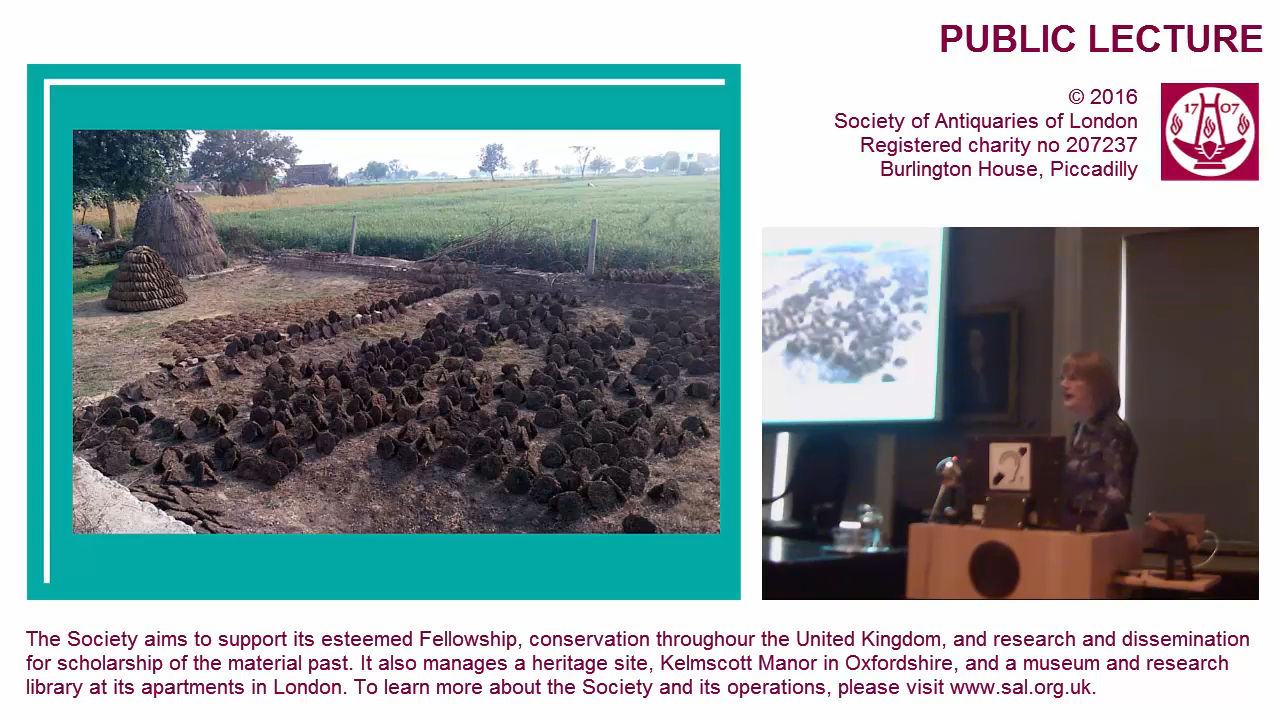 PUBLIC LECTURE
© 2016
Society of Antiquaries of London
Registered charity no 207237
Burlington House, Piccadilly
17 07
The Society aims to support its esteemed Fellowship, conservation throughour the United Kingdom, and research and dissemination
for scholarship of the material past. It also manages a heritage site, Kelmscott Manor in Oxfordshire, and a museum and research
library at its apartments in London. To learn more about the Society and its operations, please visit www.sal.org.uk.